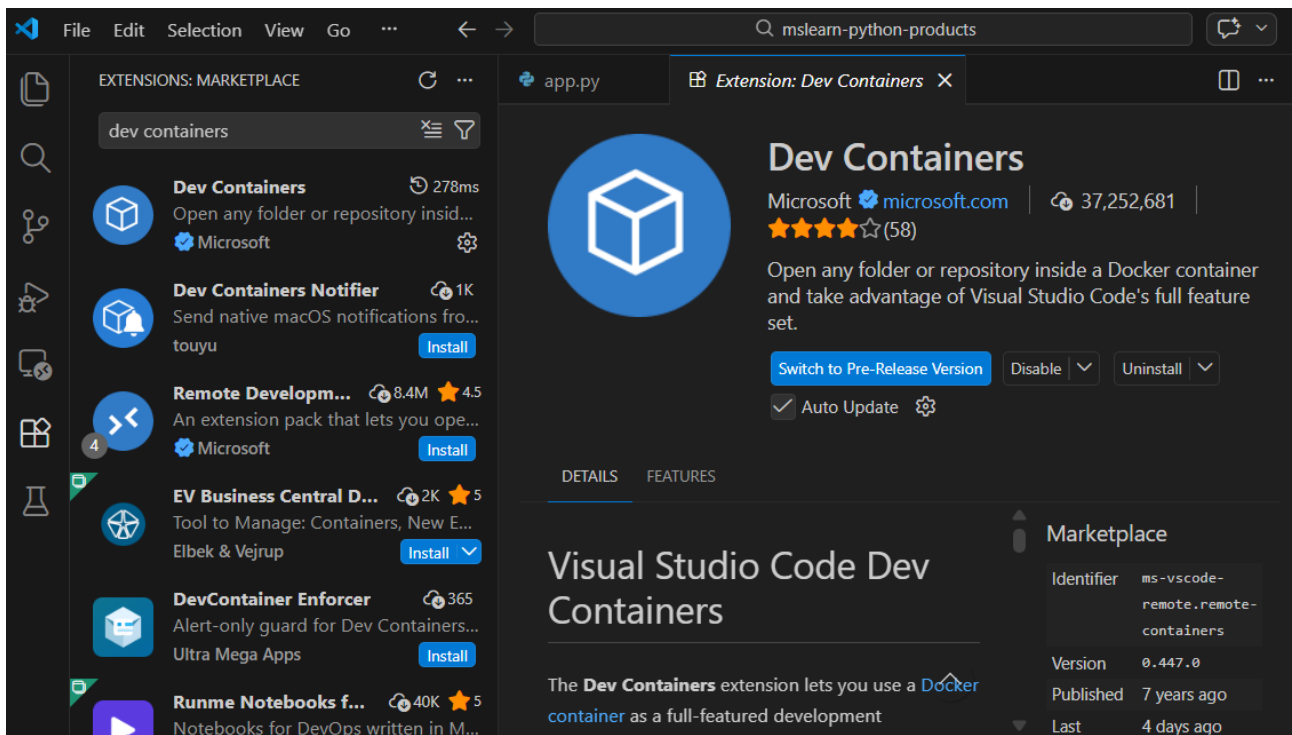 File Edit Selection View Go ··· mslearn-python-products
EXTENSIONS: MARKETPLACE
dev containers
Dev Containers 278ms
Open any folder or repository insid...
Microsoft
Dev Containers Notifier 1K
Send native macOS notifications fro...
touyu Install
Remote Developm... 8.4M 4.5
An extension pack that lets you ope...
4
Microsoft Install
EV Business Central D... 2K 5
Tool to Manage: Containers, New E...
Elbek & Vejrup Install
DevContainer Enforcer 365
Alert-only guard for Dev Containers...
Ultra Mega Apps Install
Runme Notebooks f... 40K 5
Notebooks for DevOps written in M...
app.py Extension: Dev Containers
Dev Containers
Microsoft microsoft.com 37,252,681
(58)
Open any folder or repository inside a Docker container
and take advantage of Visual Studio Code's full feature
set.
Switch to Pre-Release Version Disable Uninstall
Auto Update
DETAILS FEATURES
Visual Studio Code Dev
Containers
The Dev Containers extension lets you use a Docker
container as a full-featured development
Marketplace
Identifier ms-vscode-
remote.remote-
containers
Version 0.447.0
Published 7 years ago
Last 4 days ago